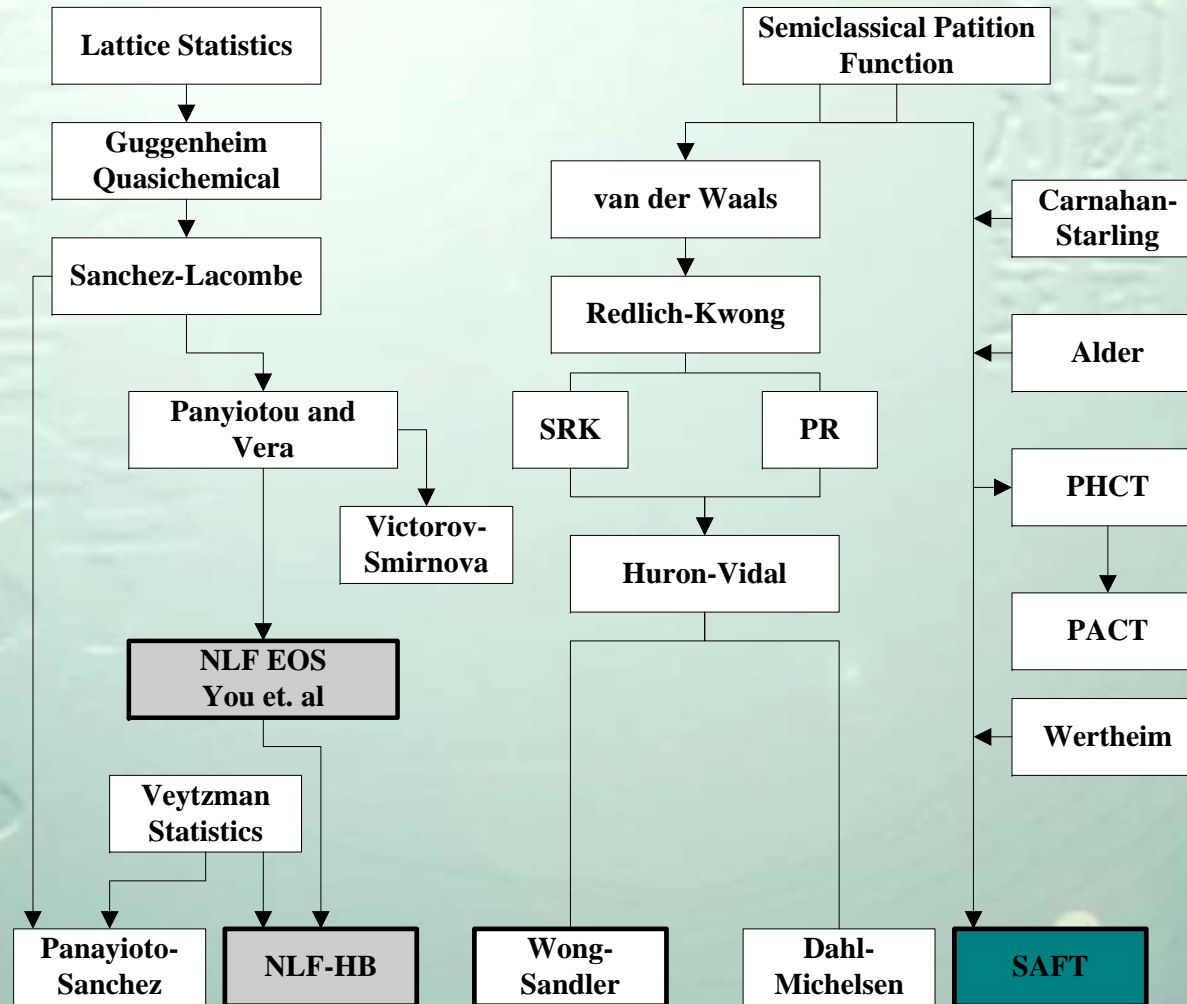 Lattice Statistics
Semiclassical Patition
Function
Guggenheim
Quasichemical
van der Waals
Carnahan-
Starling
Sanchez-Lacombe
Redlich-Kwong
Alder
Panyiotou and
Vera
SRK
PR
PHCT
Victorov-
Smirnova
Huron-Vidal
PACT
NLF EOS
You et. al
Wertheim
Veytzman
Statistics
Panayioto-
Sanchez
NLF-HB
Wong-
Sandler
Dahl-
Michelsen
SAFT